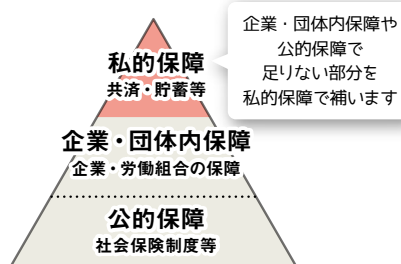 私的保障
共済・貯蓄等
企業・団体内保障や
公的保障で
足りない部分を
私的保障で補います
企業・団体内保障
企業・労働組合の保障
公的保障
社会保険制度等